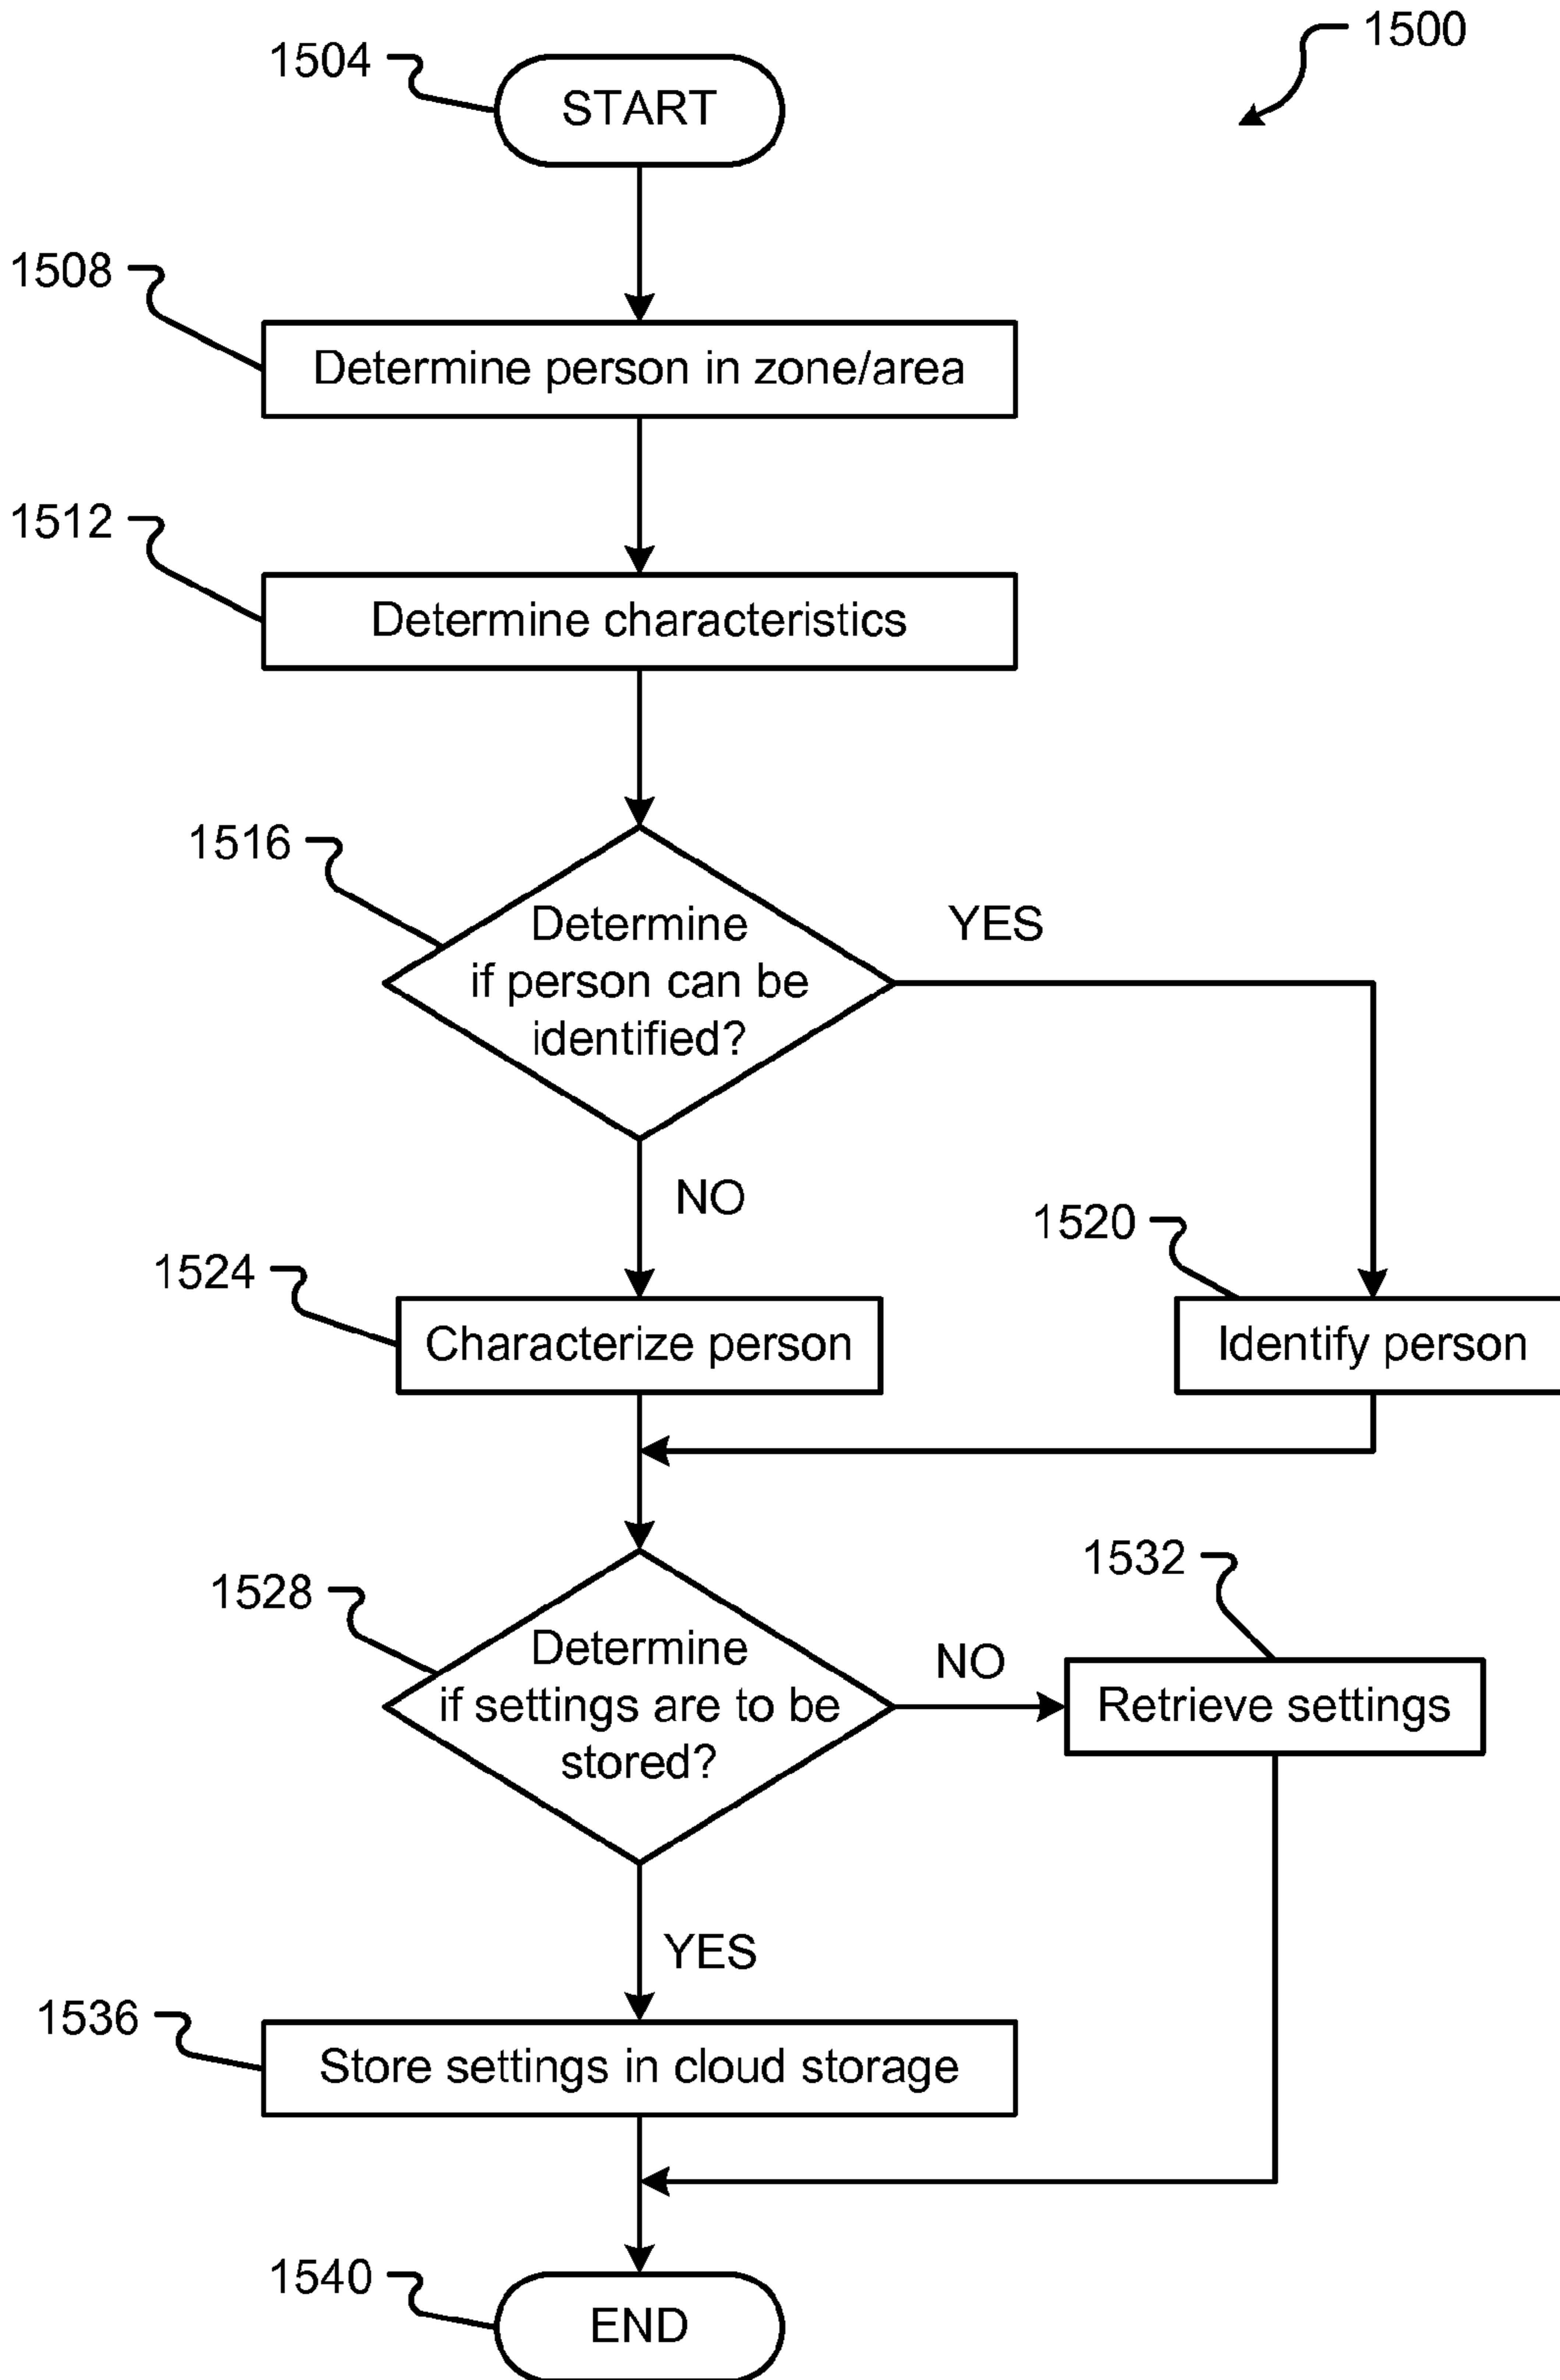 1500
1504
START
1508
Determine person in zone/area
1512
Determine characteristics
1516
Determine
if person can be
identified?
YES
NO
1520
1524
Characterize person
Identify person
1528
Determine
if settings are to be
stored?
NO
1532
Retrieve settings
YES
1536
Store settings in cloud storage
1540
END